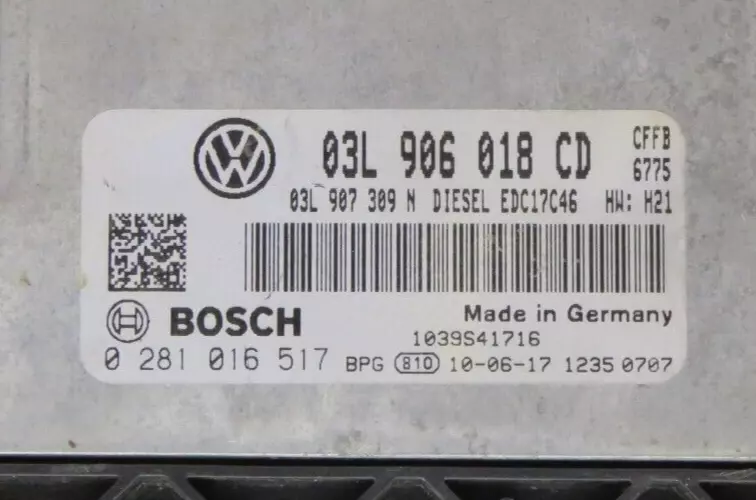 03L 906 018 CD CFFB
6775
03L 907 309 N DIESEL EDC17C46 HW: H21
BOSCH
Made in Germany
1039S41716
0 281 016 517 BPG 810 10-06-17 1235 0707